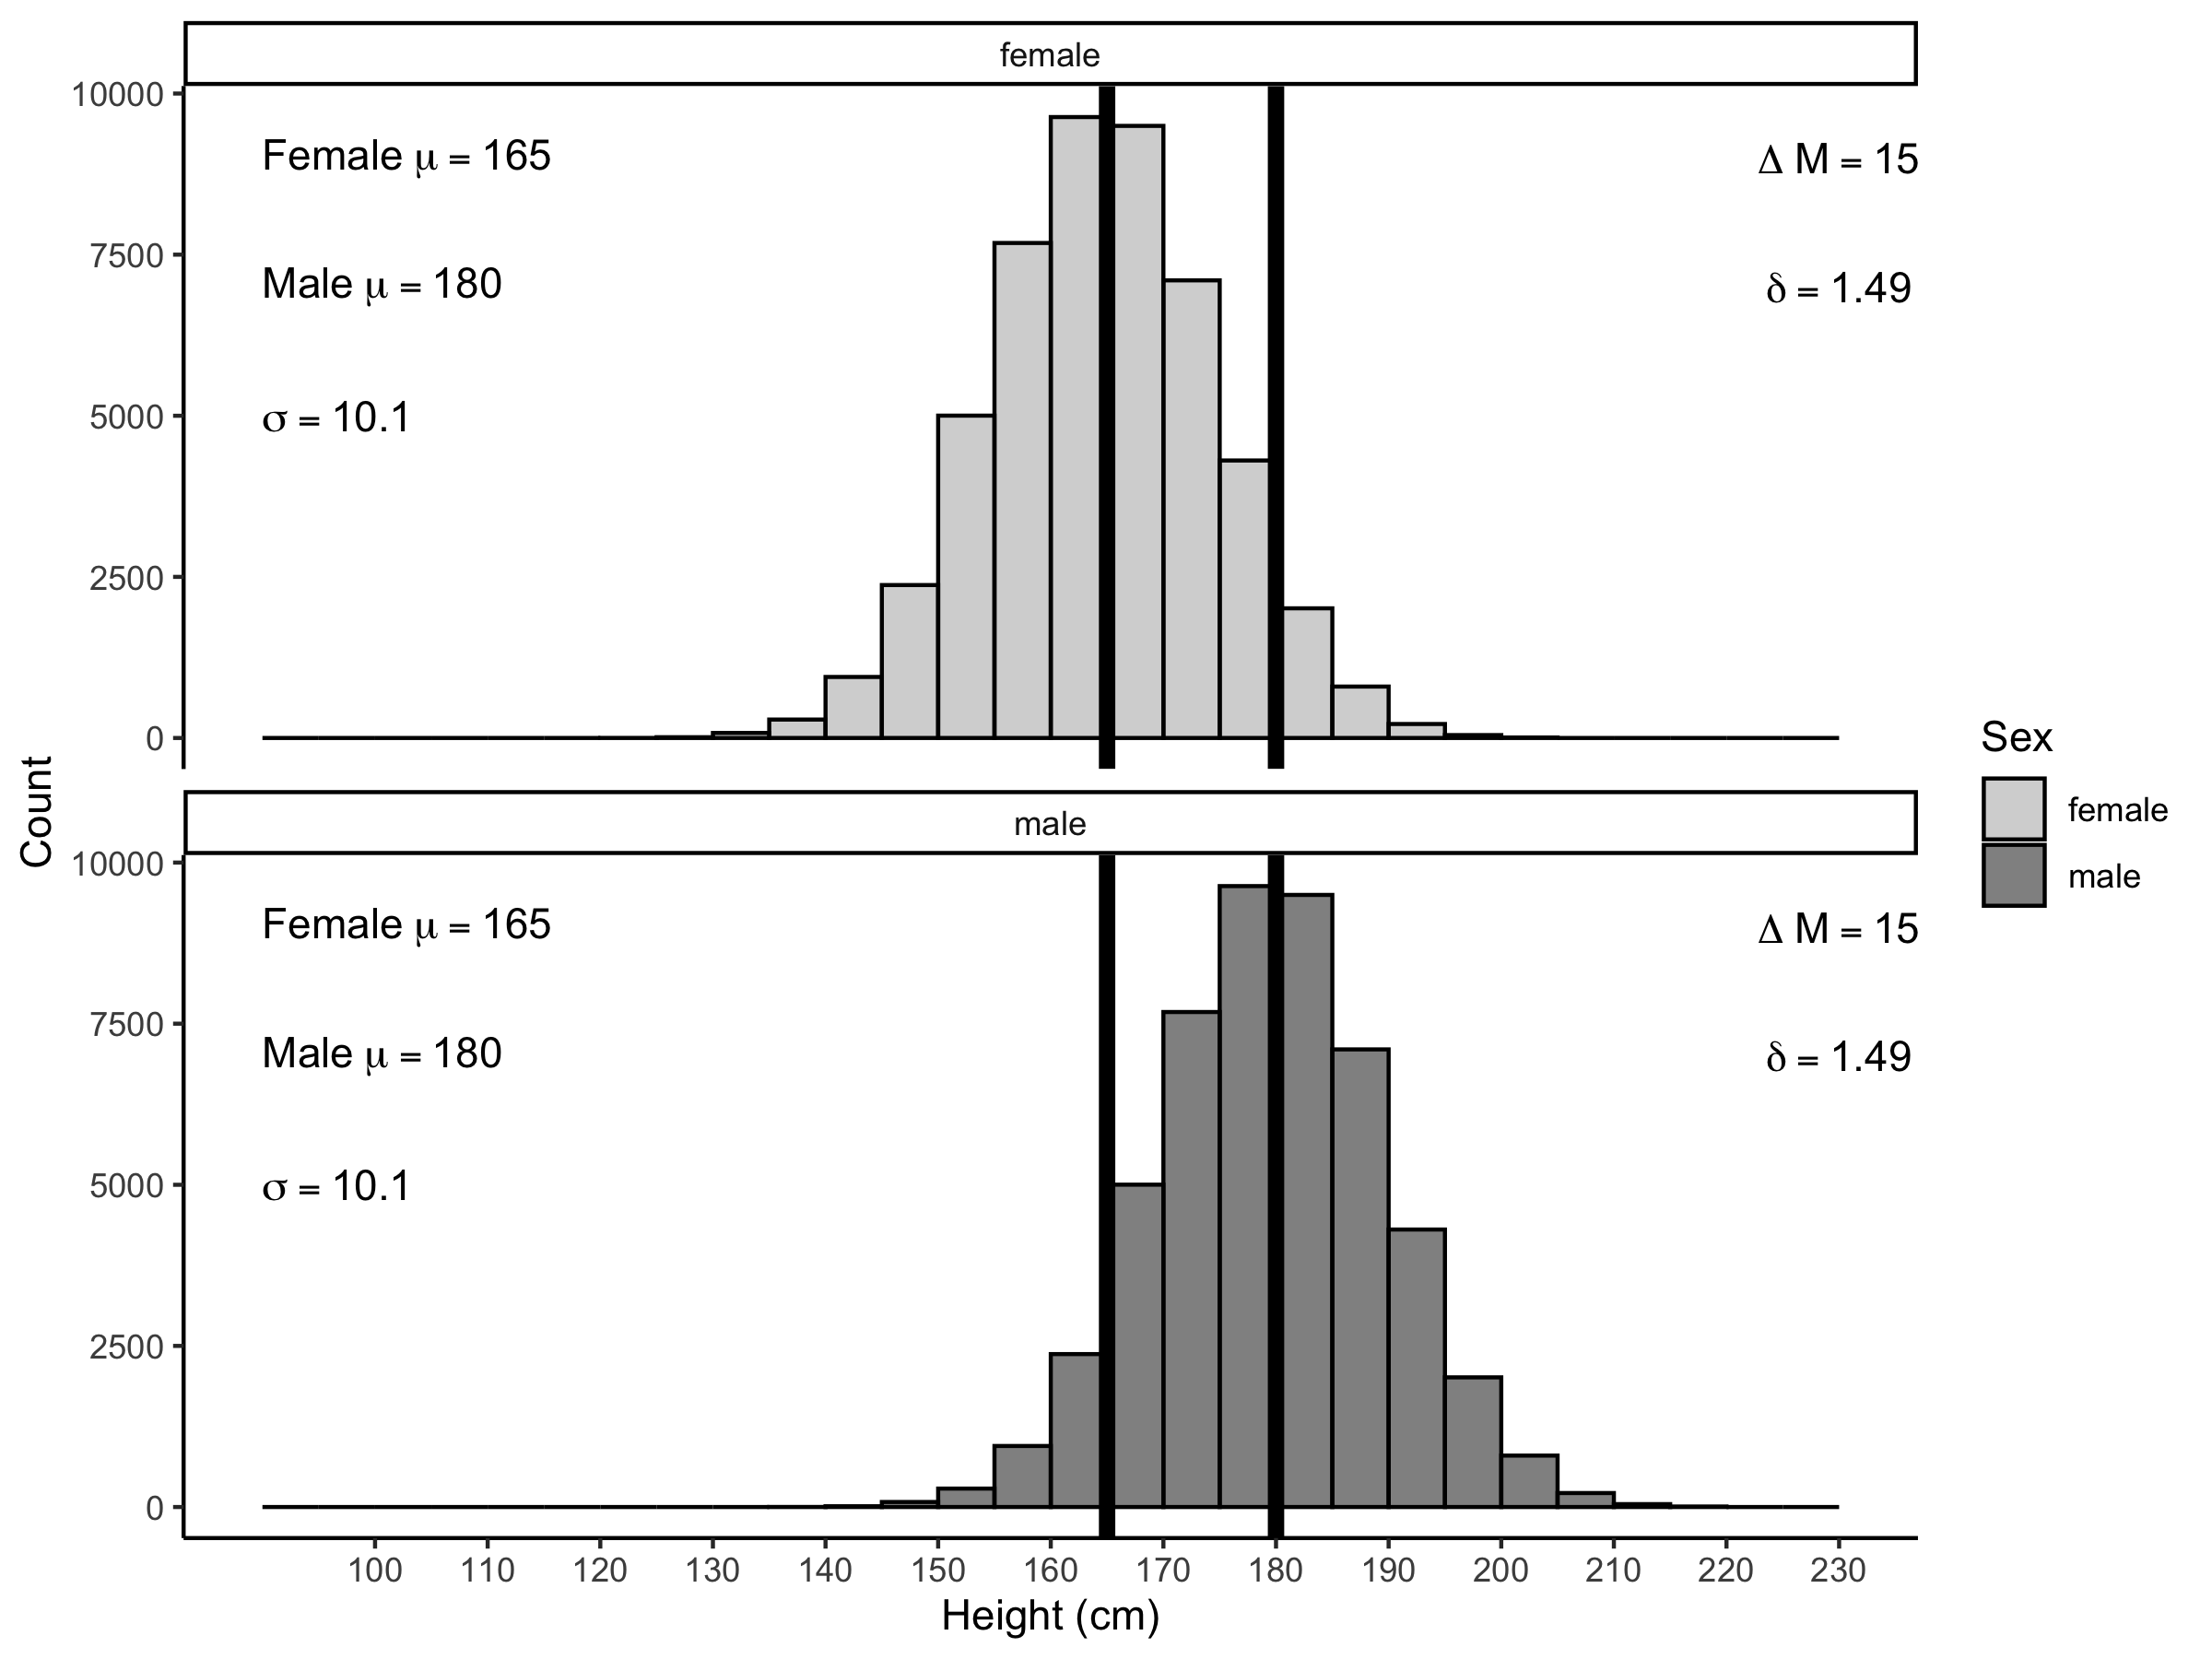 female
10000
7500
5000
2500
0
Female μ = 165
Male μ = 180
σ = 10.1
Δ M = 15
δ = 1.49
male
10000
7500
5000
2500
0
Female μ = 165
Male μ = 180
σ = 10.1
Δ M = 15
δ = 1.49
100 110 120 130 140 150 160 170 180 190 200 210 220 230
Height (cm)
Count
Sex
female
male